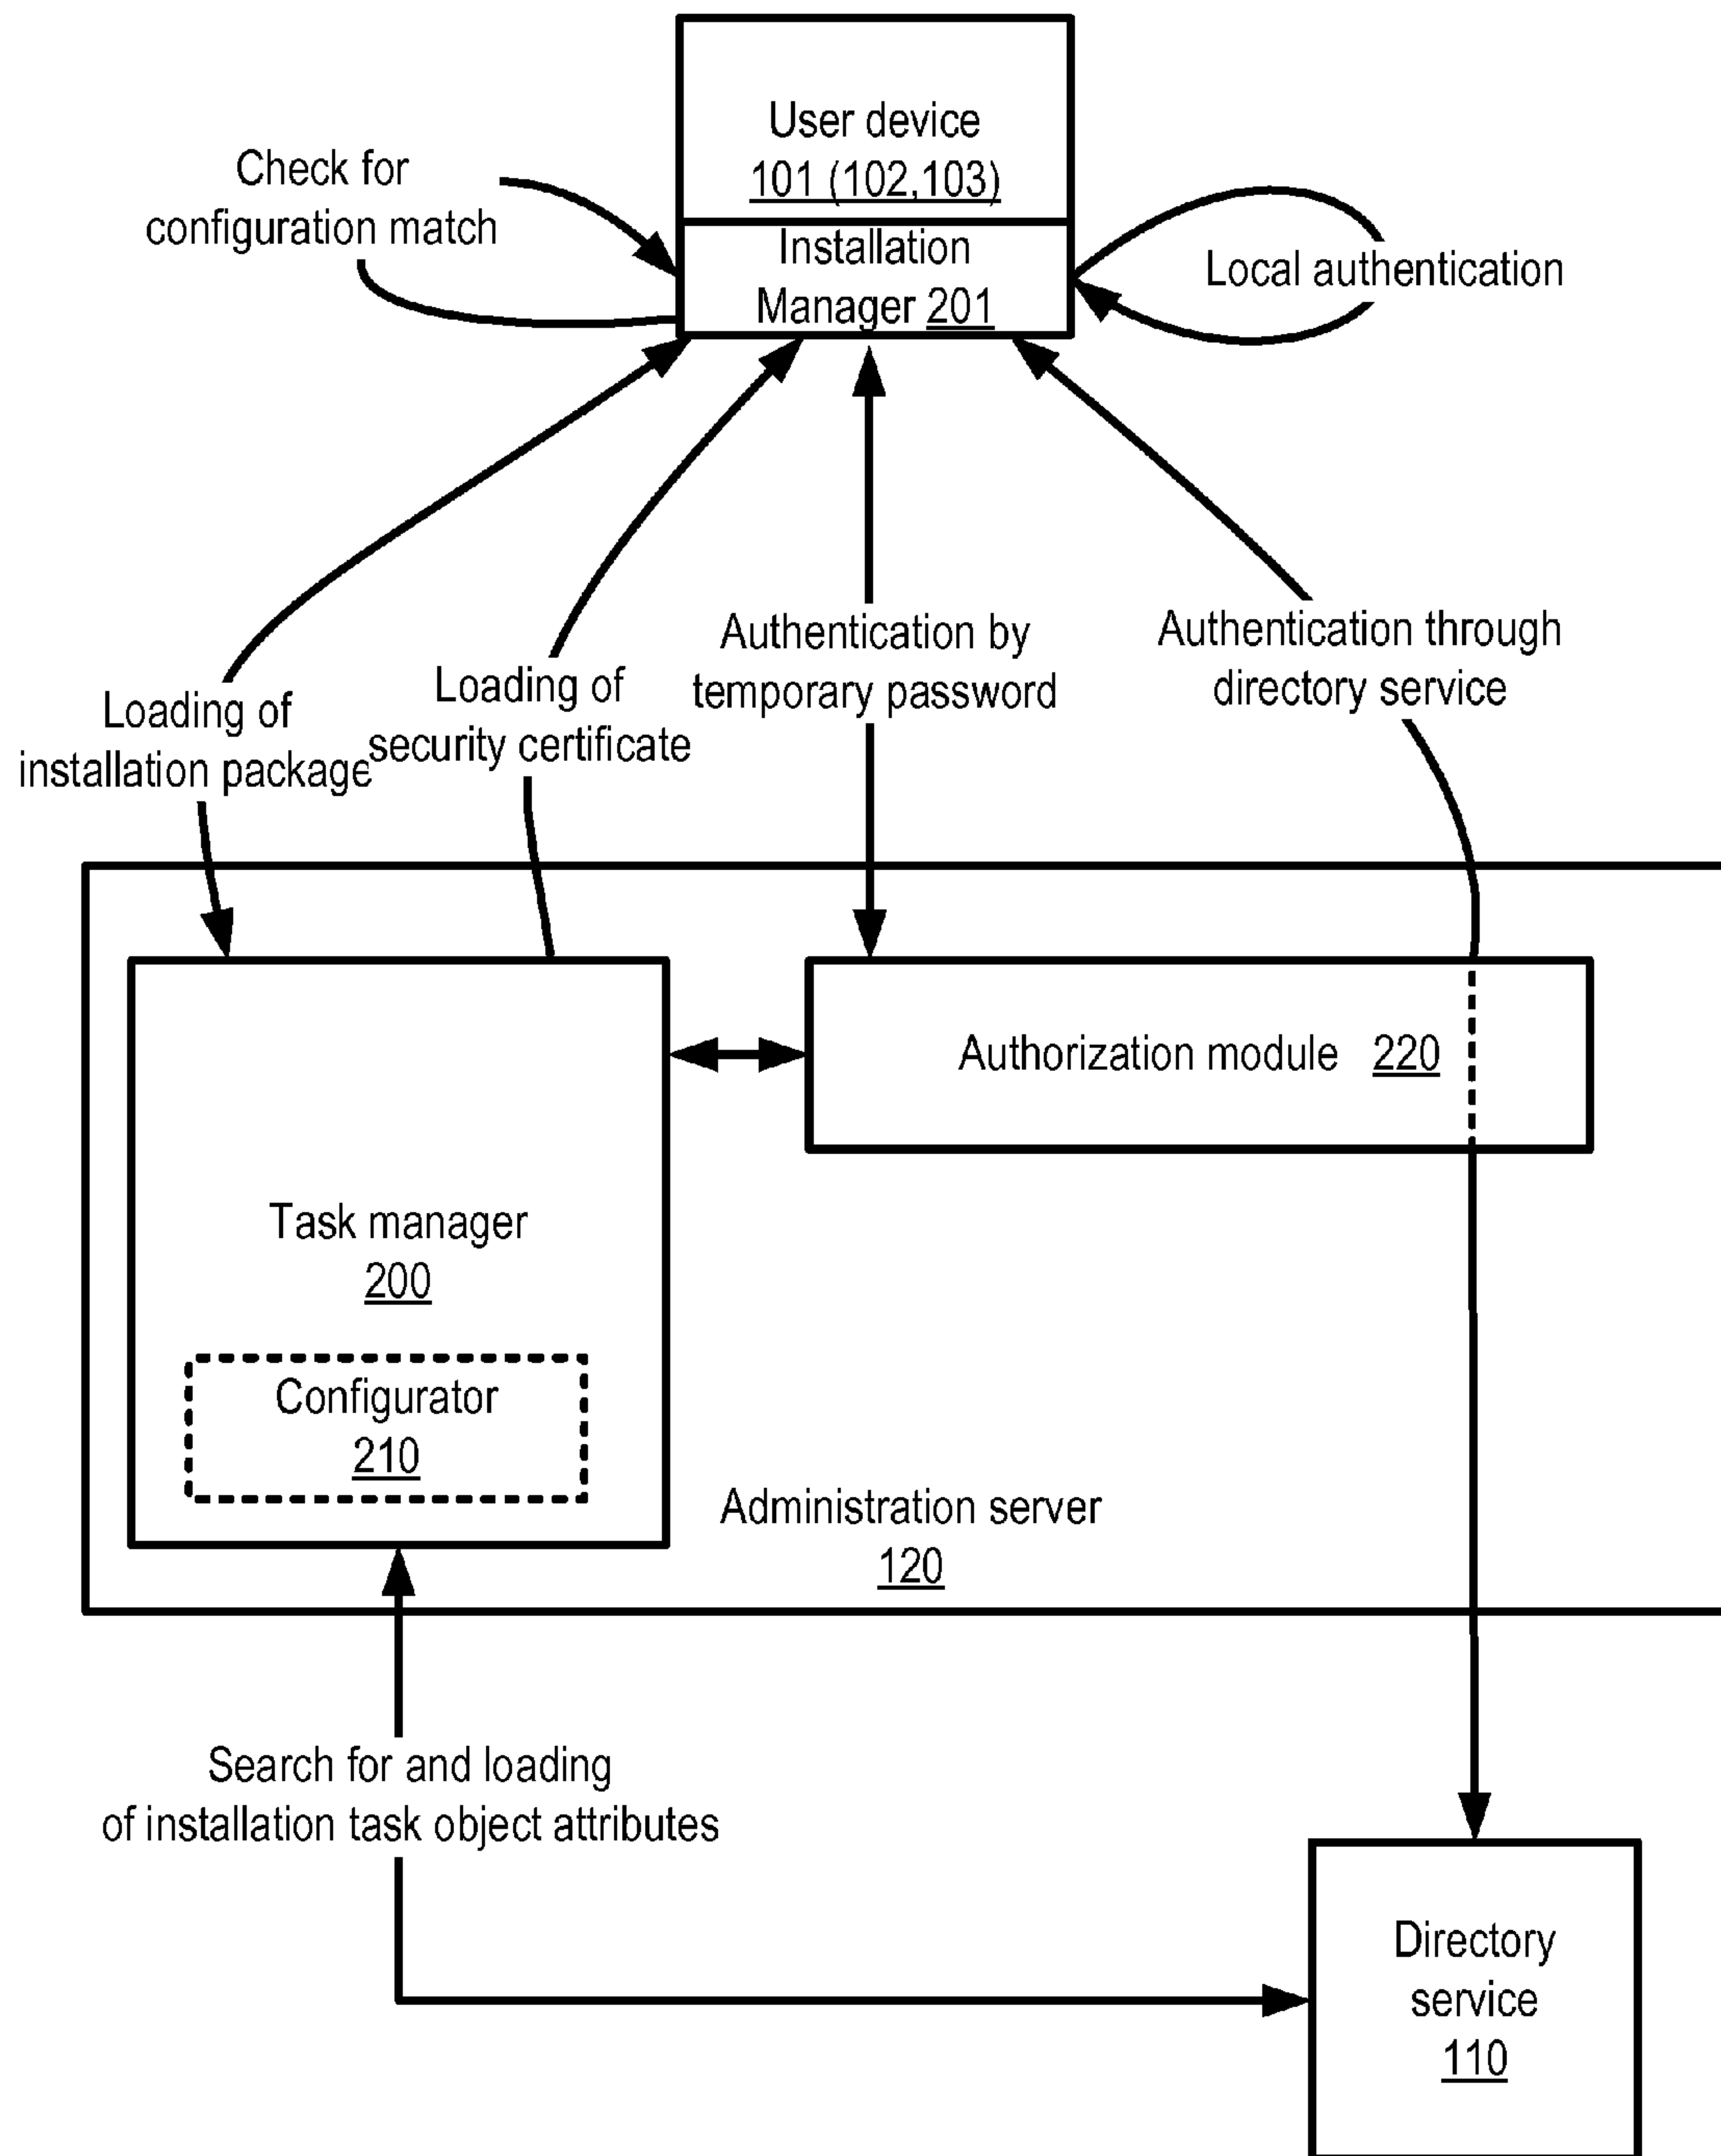 User device
101 (102,103)
Installation
Manager 201
Check for
configuration match
Local authentication
Loading of
installation package
Loading of
security certificate
Authentication by
temporary password
Authentication through
directory service
Authorization module 220
Task manager
200
Configurator
210
Administration server
120
Search for and loading
of installation task object attributes
Directory
service
110